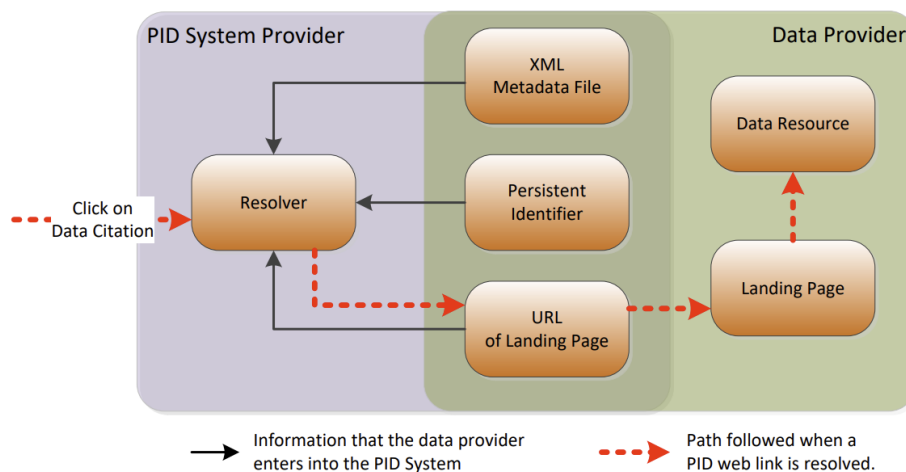 PID System Provider
Data Provider
XML
Metadata File
Data Resource
Resolver
Persistent
Identifier
Click on
Data Citation
Landing Page
URL
of Landing Page
Information that the data provider
enters into the PID System
Path followed when a
PID web link is resolved.